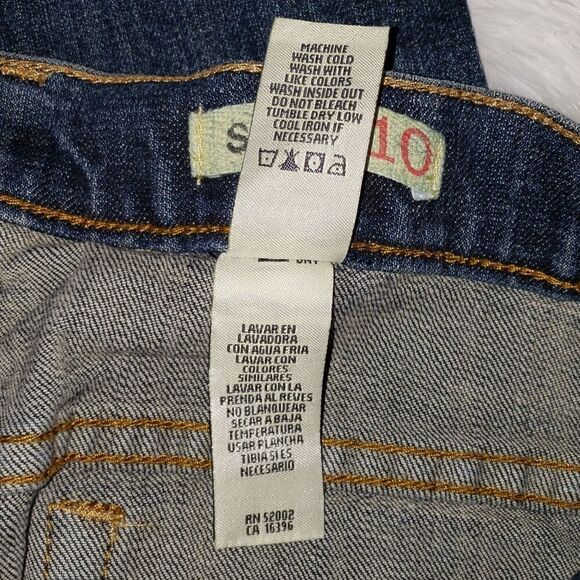 MACHINE
WASH COLD
WASH WITH
LIKE COLORS
WASH INSIDE OUT
DO NOT BLEACH
TUMBLE DRY LOW
COOL IRON IF
NECESSARY
S 10
LAVAR EN
LAVADORA
CON AGUA FRIA
LAVAR CON
COLORES
SIMILARES
LAVAR CON LA
PRENDA AL REVES
NO BLANQUEAR
SECAR A BAJA
TEMPERATURA
USAR PLANCHA
TIBIA SI ES
NECESARIO
RN 52002
CA 16396